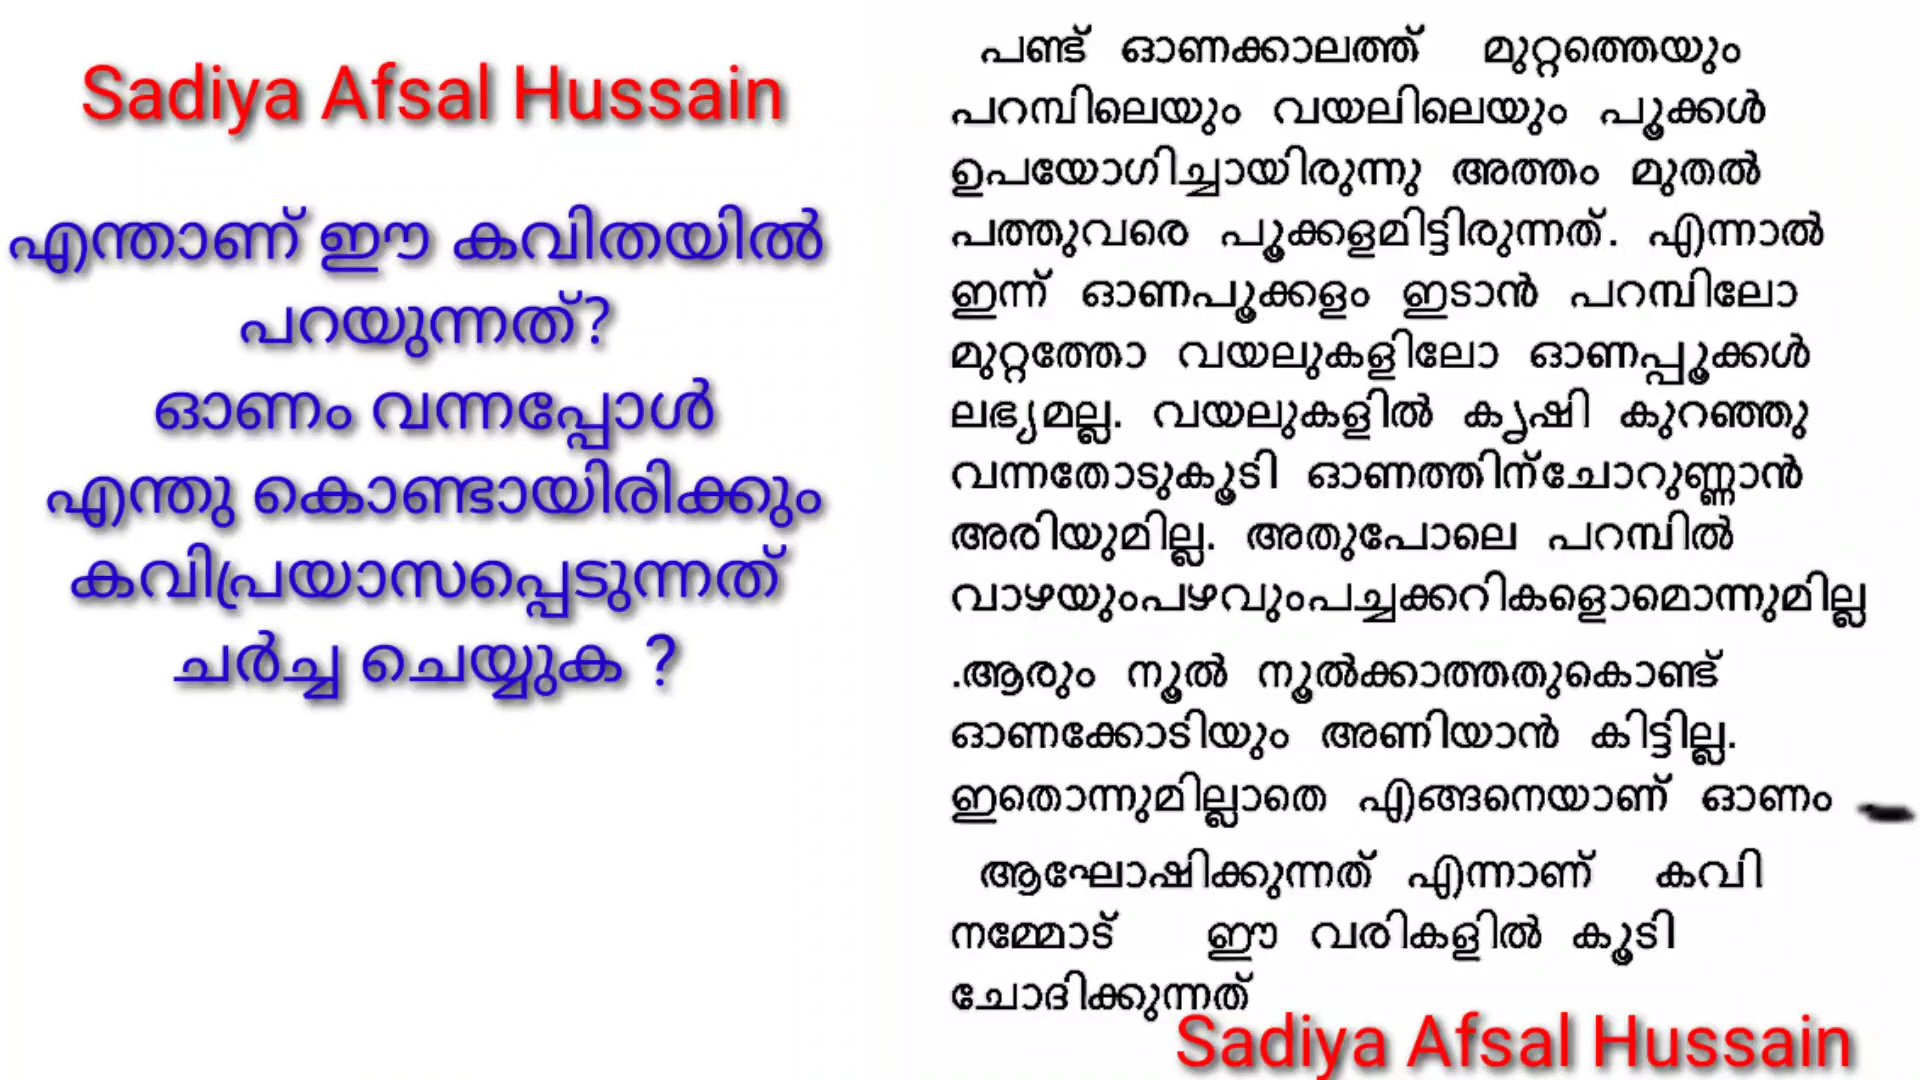 Sadiya Afsal Hussain
എന്താണ് ഈ കവിതയിൽ
പറയുന്നത്?
ഓണം വന്നപ്പോൾ
എന്തു കൊണ്ടായിരിക്കും
കവിപ്രയാസപ്പെടുന്നത്
ചർച്ച ചെയ്യുക ?
പണ്ട് ഓണക്കാലത്ത് മുറ്റത്തെയും
പറമ്പിലെയും വയലിലെയും പൂക്കൾ
ഉപയോഗിച്ചായിരുന്നു അത്തം മുതൽ
പത്തുവരെ പൂക്കളമിട്ടിരുന്നത്. എന്നാൽ
ഇന്ന് ഓണപൂക്കളം ഇടാൻ പറമ്പിലോ
മുറ്റത്തോ വയലുകളിലോ ഓണപ്പൂക്കൾ
ലഭ്യമല്ല. വയലുകളിൽ കൃഷി കുറഞ്ഞു
വന്നതോടുകൂടി ഓണത്തിന്ചോറുണ്ണാൻ
അരിയുമില്ല. അതുപോലെ പറമ്പിൽ
വാഴയുംപഴവുംപച്ചക്കറികളൊമൊന്നുമില്ല
.ആരും നൂൽ നൂൽക്കാത്തതുകൊണ്ട്
ഓണക്കോടിയും അണിയാൻ കിട്ടില്ല.
ഇതൊന്നുമില്ലാതെ എങ്ങനെയാണ് ഓണം
ആഘോഷിക്കുന്നത് എന്നാണ് കവി
നമ്മോട് ഈ വരികളിൽ കൂടി
ചോദിക്കുന്നത്
Sadiya Afsal Hussain